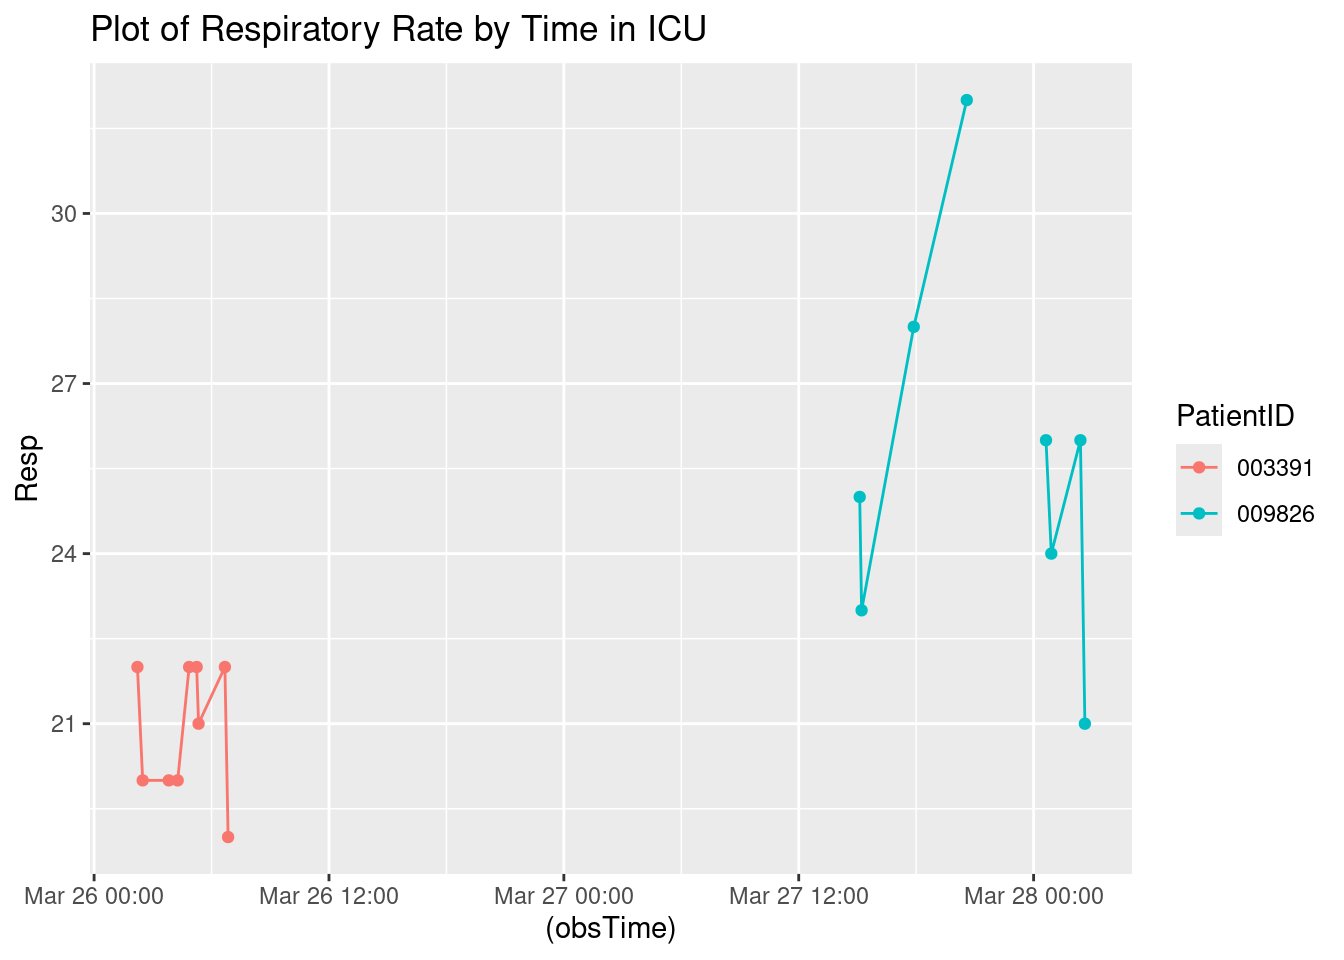 Plot of Respiratory Rate by Time in ICU
30
27
24
21
Resp
Mar 26 00:00
Mar 26 12:00
Mar 27 00:00
Mar 27 12:00
Mar 28 00:00
(obsTime)
PatientID
003391
009826